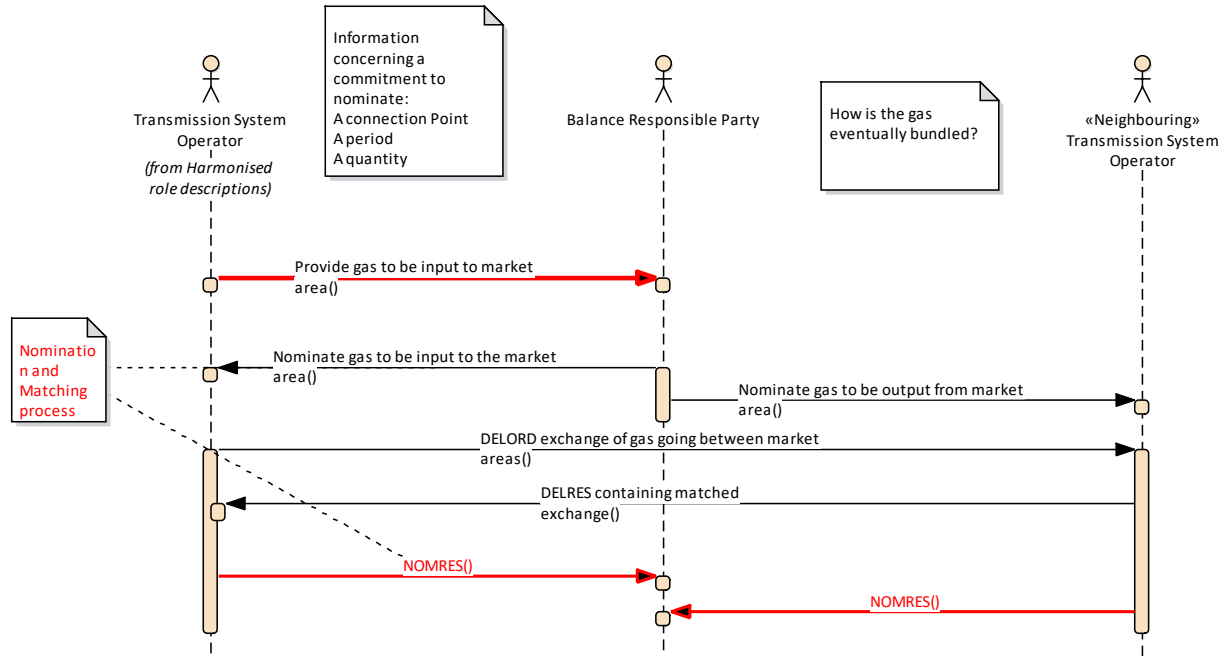 Information
concerning a
commitment to
nominate:
A connection Point
A period
A quantity
How is the gas
eventually bundled?
Transmission System
Operator
(from Harmonised
role descriptions)
Balance Responsible Party
«Neighbouring»
Transmission System
Operator
Provide gas to be input to market
area()
Nominatio
n and
Matching
process
Nominate gas to be input to the market
area()
Nominate gas to be output from market
area()
DELORD exchange of gas going between market
areas()
DELRES containing matched
exchange()
NOMRES()
NOMRES()